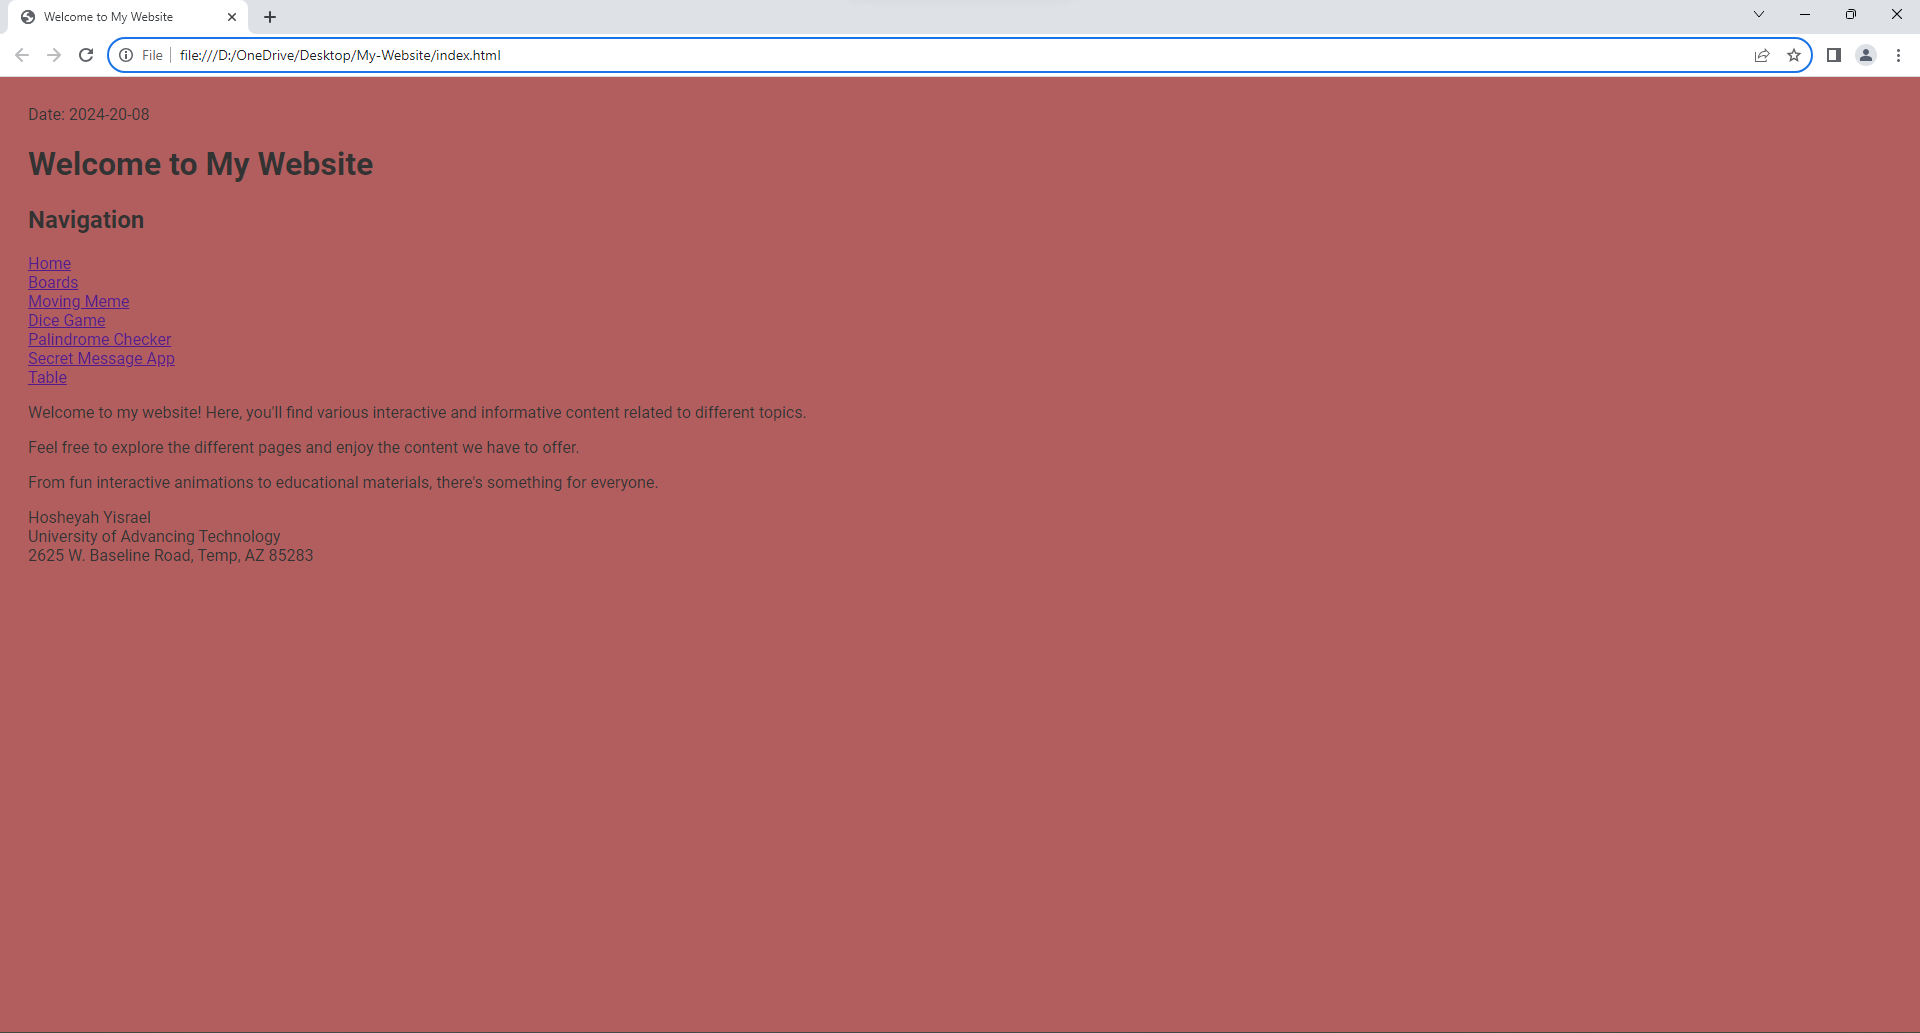 Welcome to My Website
File
file:///D:/OneDrive/Desktop/My-Website/index.html
Date: 2024-20-08
Welcome to My Website
Navigation
Home
Boards
Moving Meme
Dice Game
Palindrome Checker
Secret Message App
Table
Welcome to my website! Here, you'll find various interactive and informative content related to different topics.
Feel free to explore the different pages and enjoy the content we have to offer.
From fun interactive animations to educational materials, there's something for everyone.
Hosheyah Yisrael
University of Advancing Technology
2625 W. Baseline Road, Temp, AZ 85283